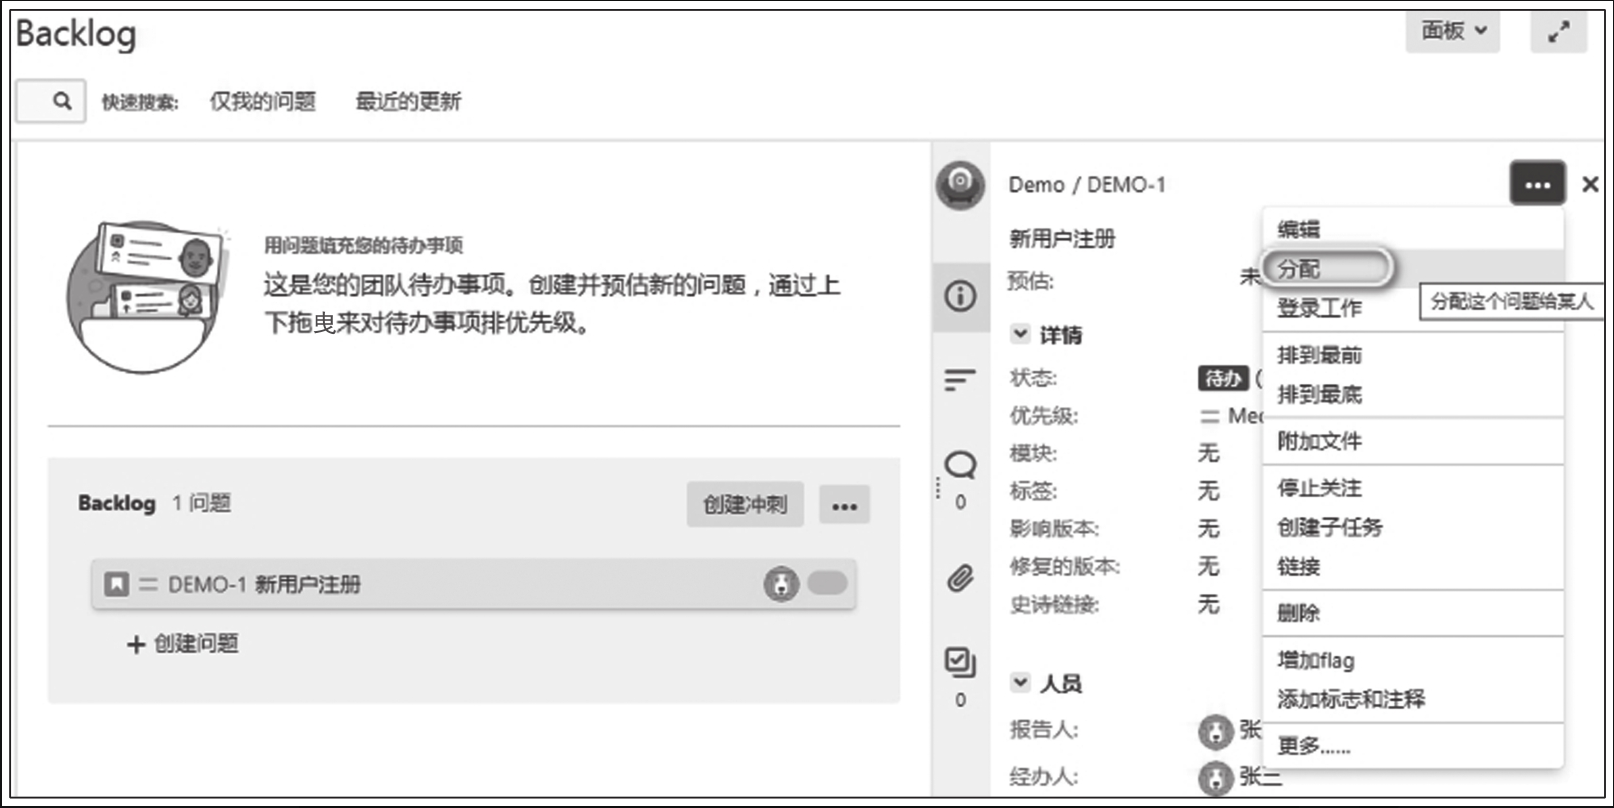 Backlog
面板
快速搜索: 仅我的问题 最近的更新
用问题填充您的待办事项
这是您的团队待办事项。创建并预估新的问题，通过上
下拖曳来对待办事项排优先级。
Backlog 1 问题
创建冲刺
DEMO-1 新用户注册
+ 创建问题
0
0
Demo / DEMO-1
新用户注册
预估:
未
详情
状态: 待办 (
优先级: Med
模块: 无
标签: 无
影响版本: 无
修复的版本: 无
史诗链接: 无
人员
报告人: 张
经办人: 张三
编辑
分配
分配这个问题给某人
登录工作
排到最前
排到最底
附加文件
停止关注
创建子任务
链接
删除
增加flag
添加标志和注释
更多......